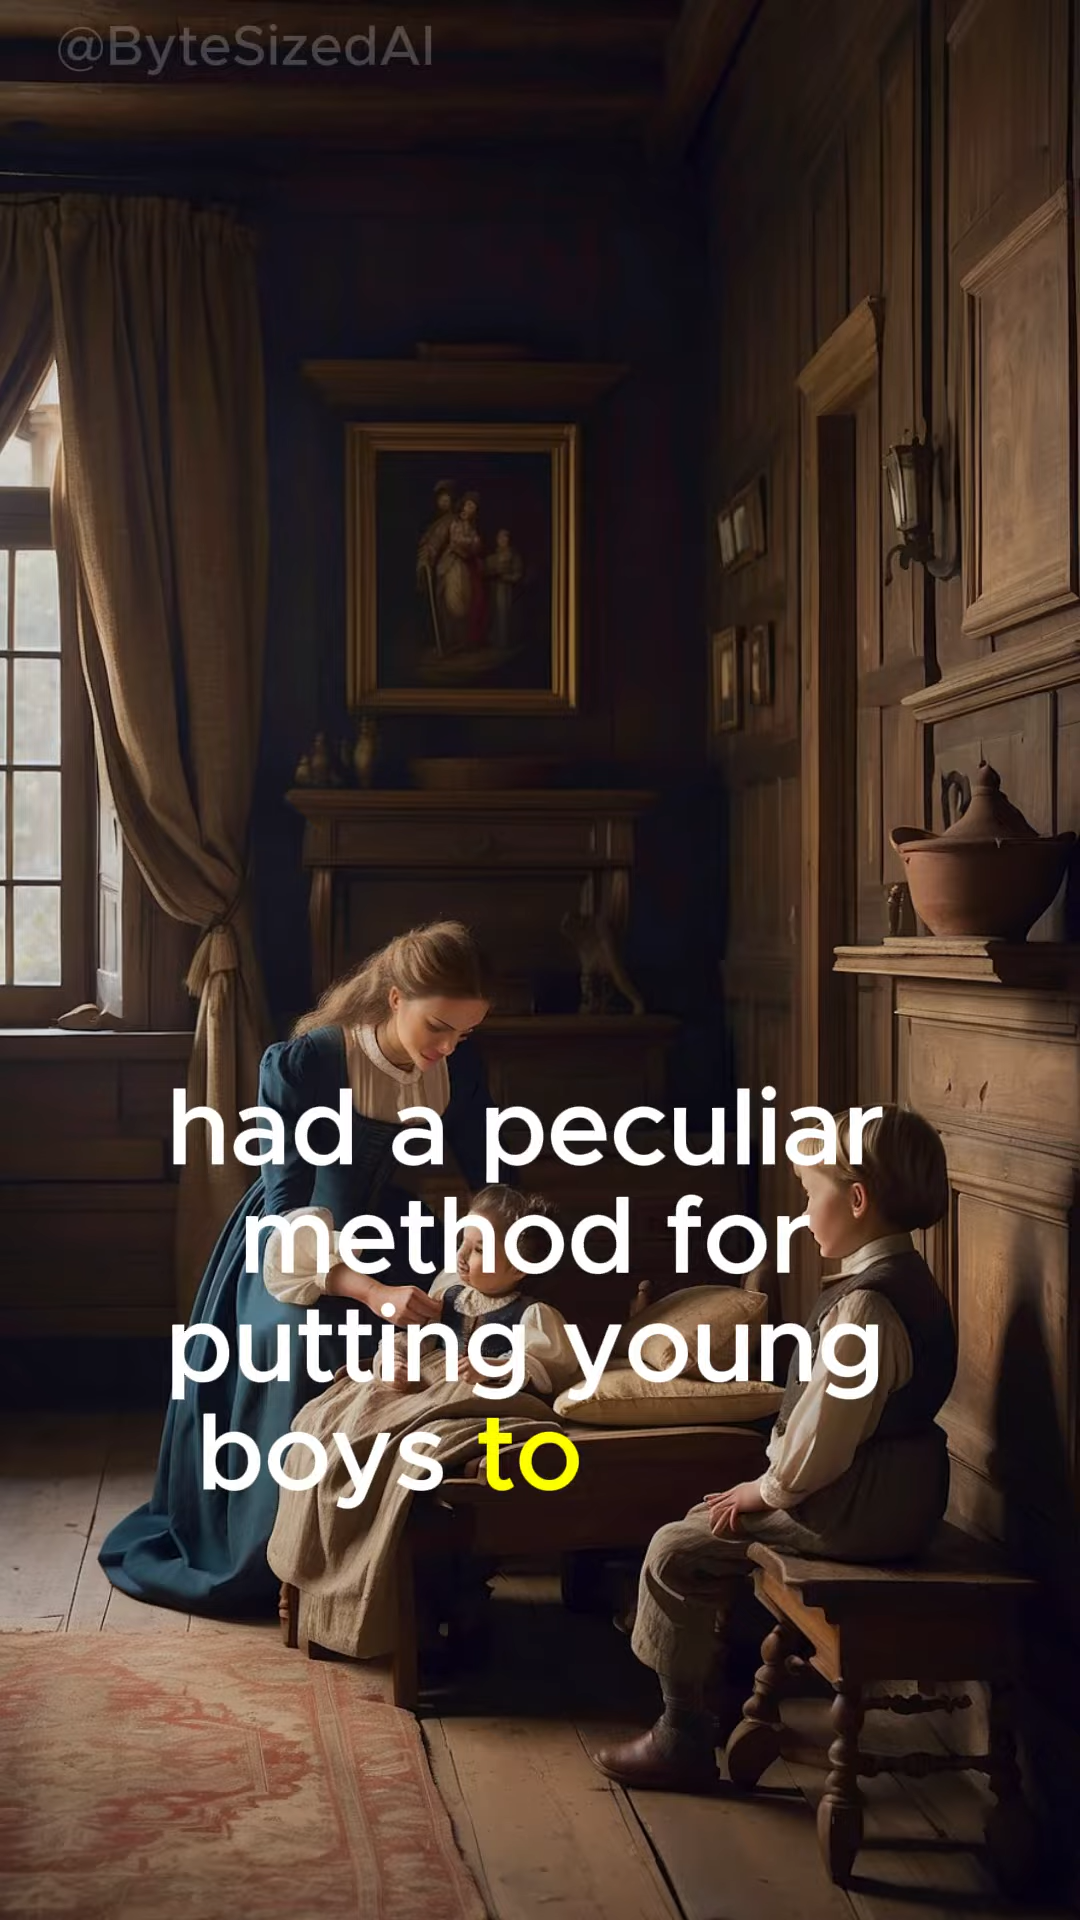 @ByteSizedAI
had a peculiar
method for
putting young
boys to